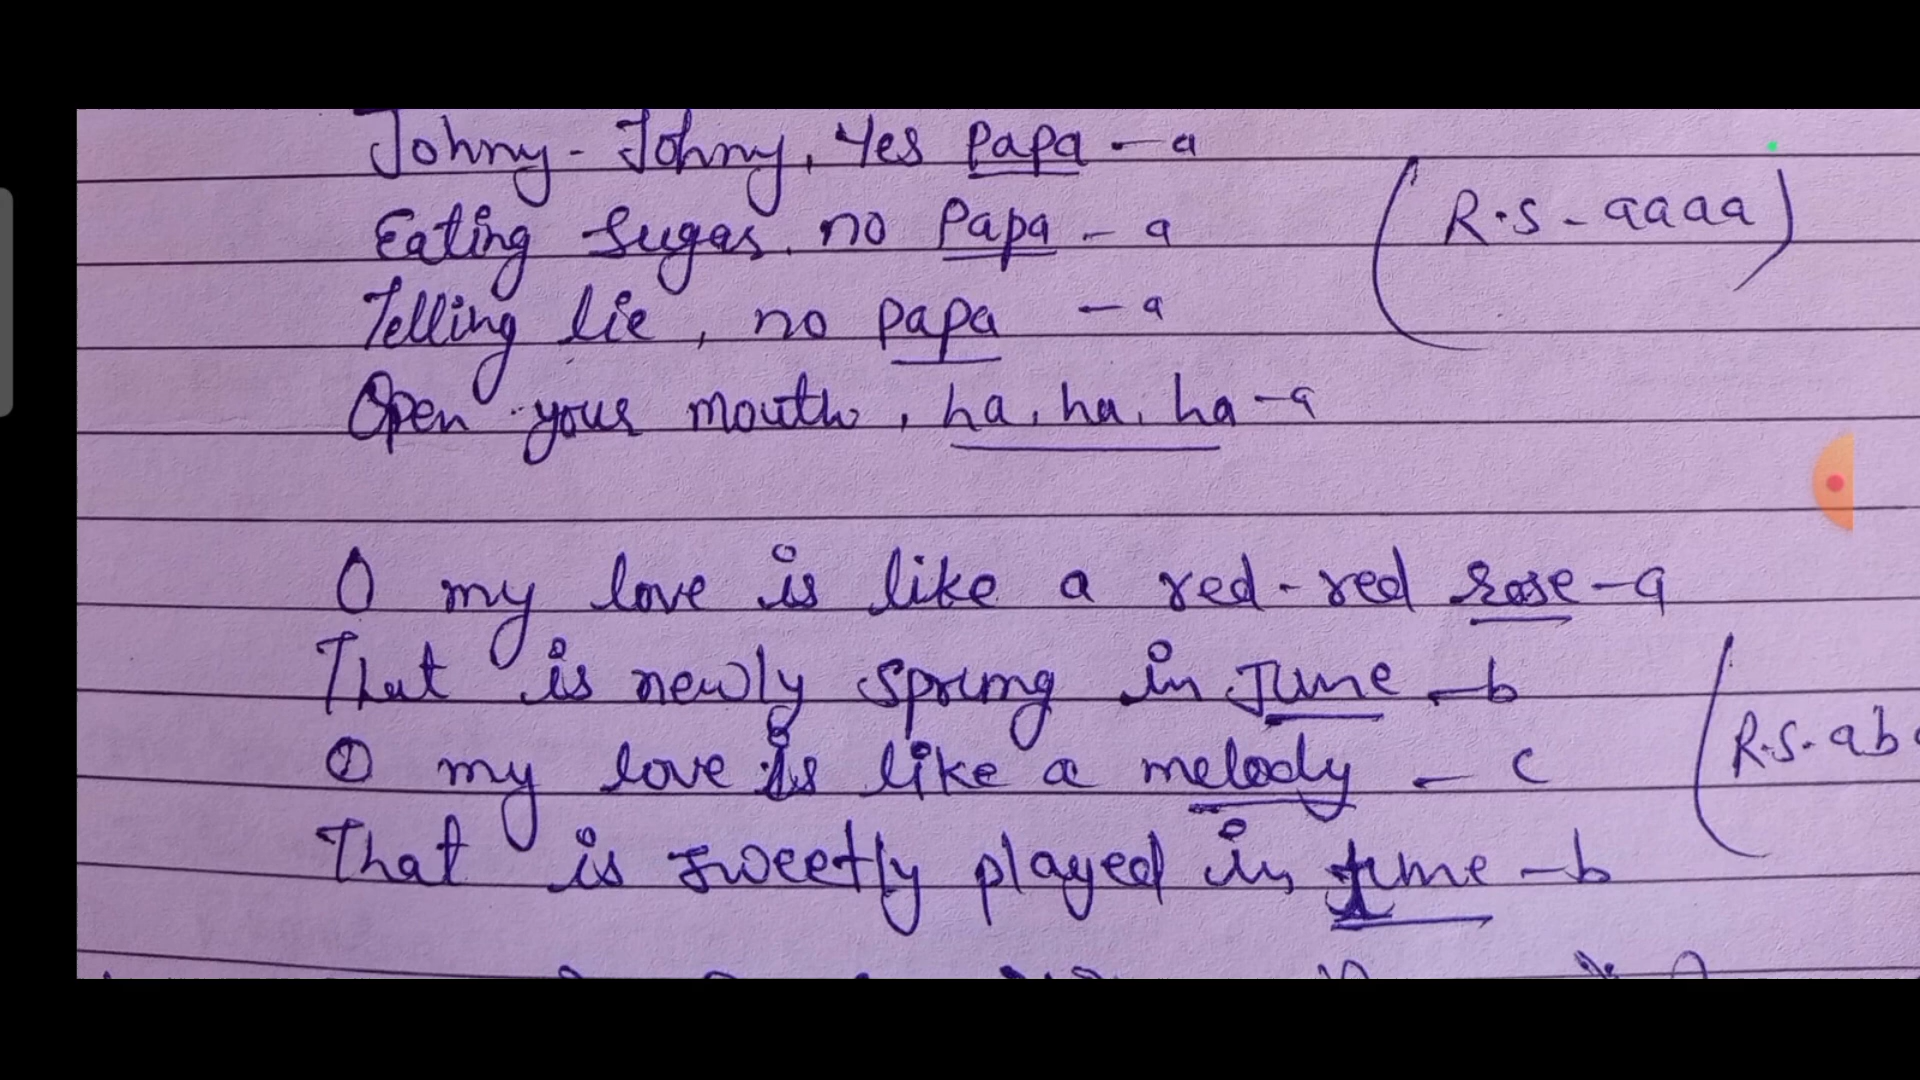 Johny-Johny, Yes Papa - a
Eating Sugar, no Papa - a
(R.S - aaaa)
Telling lie, no papa - a
Open your mouth, ha, ha, ha - a
O my love is like a red-red rose - a
That is newly sprung in June - b
O my love is like a melody - c
(R.S. ab
That is sweetly played in tune - b